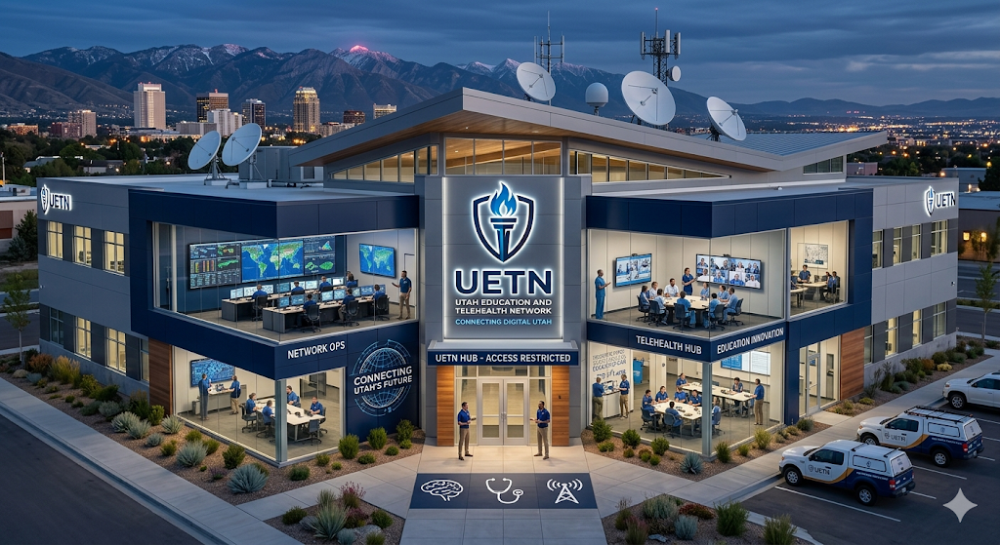 UETN
UETN
UETN
UTAH EDUCATION AND
TELEHEALTH NETWORK
CONNECTING DIGITAL UTAH
NETWORK OPS
TELEHEALTH HUB
EDUCATION INNOVATION
UETN HUB - ACCESS RESTRICTED
CONNECTING
UTAH'S FUTURE
UETN
UETN